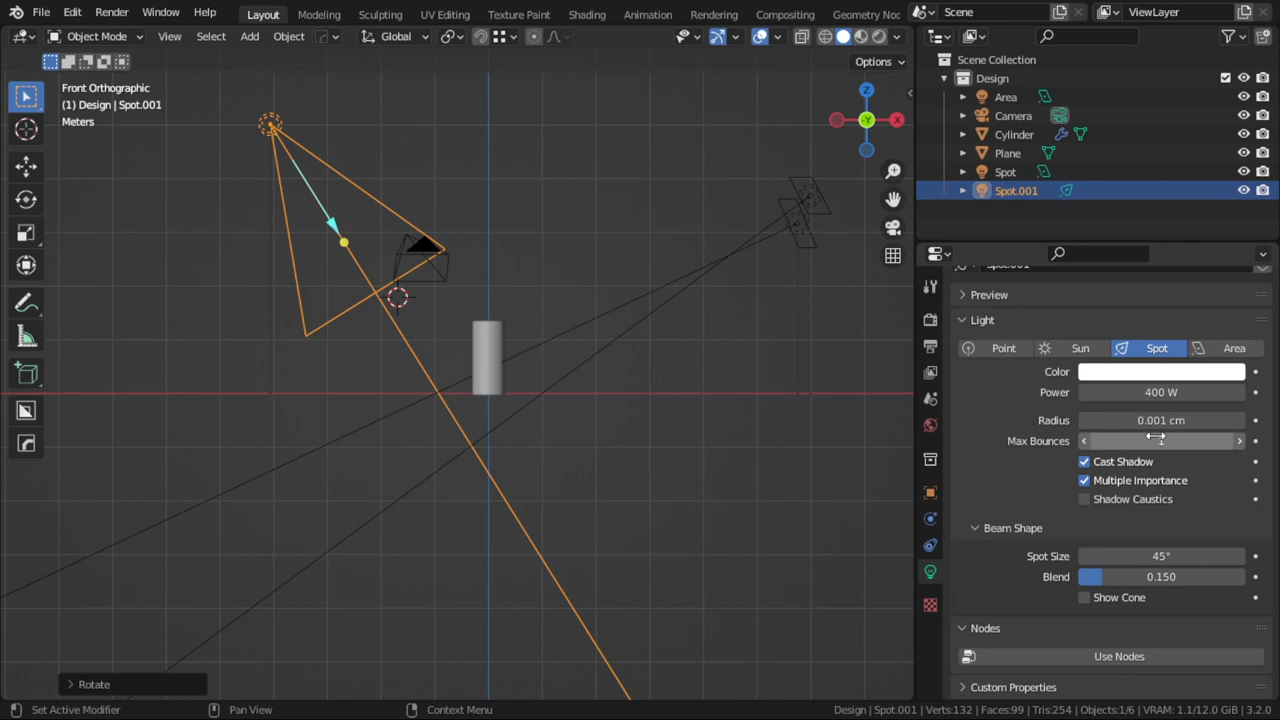 File Edit Render Window Help Layout Modeling Sculpting UV Editing Texture Paint Shading Animation Rendering Compositing Geometry Noc Scene ViewLayer
Object Mode View Select Add Object Global
Options
Front Orthographic
(1) Design | Spot.001
Meters
Z
-Y
X
Rotate
Scene Collection
Design
Area
Camera
Cylinder
Plane
Spot
Spot.001
Preview
Light
Point Sun Spot Area
Color
Power 400 W
Radius 0.001 cm
Max Bounces
Cast Shadow
Multiple Importance
Shadow Caustics
Beam Shape
Spot Size 45°
Blend 0.150
Show Cone
Nodes
Use Nodes
Custom Properties
Set Active Modifier Pan View Context Menu Design | Spot.001 | Verts:132 | Faces:99 | Tris:254 | Objects:1/6 | VRAM: 1.1/12.0 GiB | 3.2.0